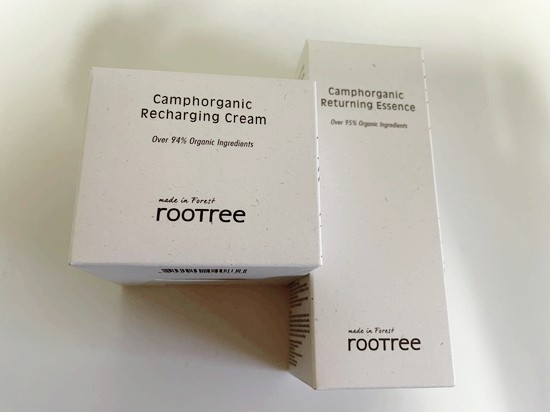 Camphorganic
Recharging Cream
Over 94% Organic Ingredients
made in Forest
rooTree
Camphorganic
Returning Essence
Over 95% Organic Ingredients
made in Forest
rooTree